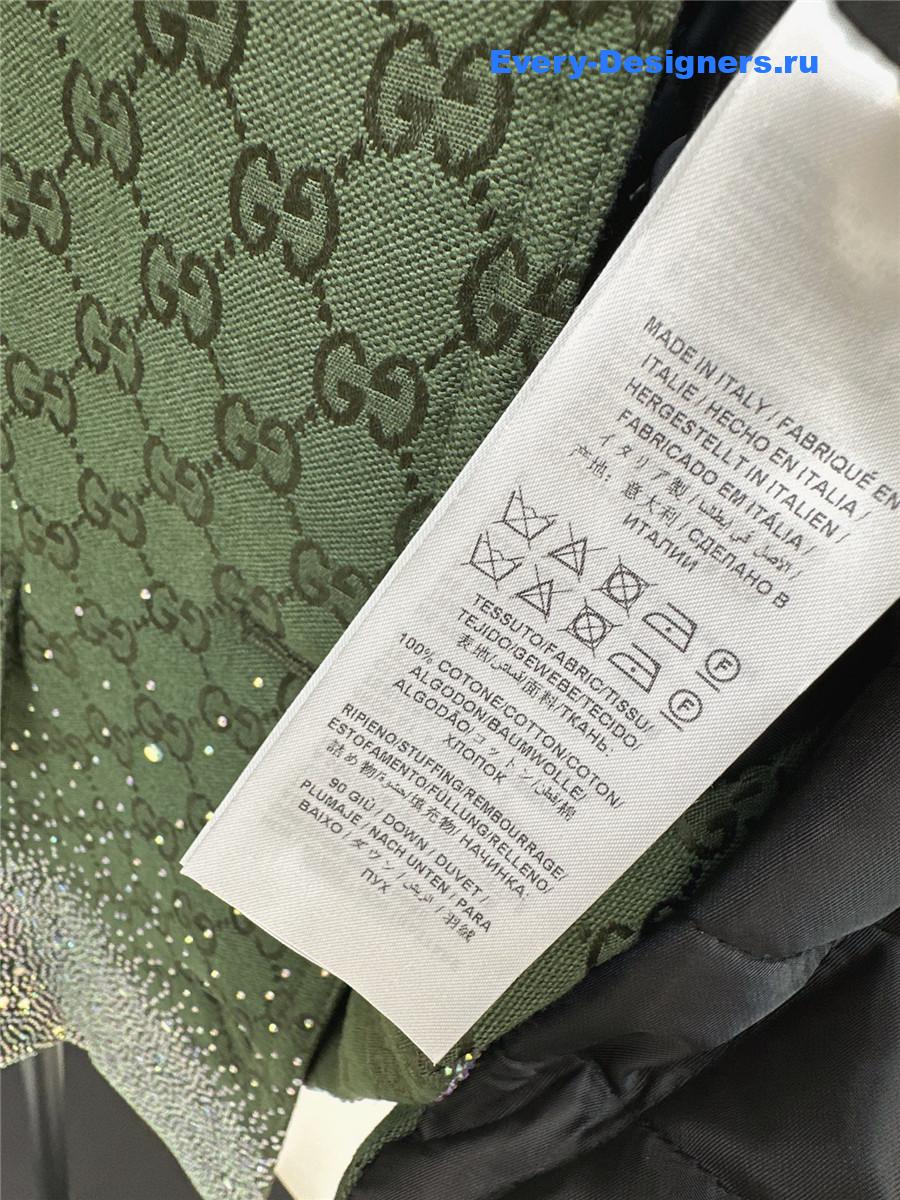 Every-Designers.ru
MADE IN ITALY / FABRIQUÉ EN
ITALIE / HECHO EN ITALIA /
HERGESTELLT IN ITALIEN /
FABRICADO EM ITÁLIA /
イタリア製 / الأصل في إيطاليا /
产地：意大利 / СДЕЛАНО В
ИТАЛИИ
F
F
TESSUTO/FABRIC/TISSU/
TEJIDO/GEWEBE/TECIDO/
表地/قماش/面料/ТКАНЬ:
100% COTONE/COTTON/COTON/
ALGODON/BAUMWOLLE/
ALGODÃO/コットン/قطن/棉
ХЛОПОК
RIPIENO/STUFFING/REMBOURRAGE/
ESTOFAMENTO/FÜLLUNG/RELLENO/
詰め物/حشوة/填充物/НАЧИНКА:
90 GIÙ / DOWN / DUVET /
PLUMAJE / NACH UNTEN / PARA
BAIXO / ダウン / الريش / 羽绒
ПУХ